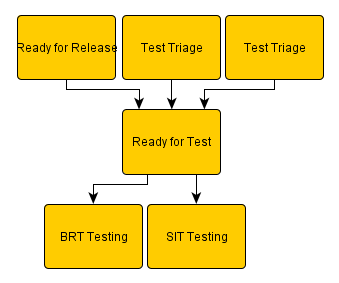 Ready for Release
Test Triage
Test Triage
Ready for Test
BRT Testing
SIT Testing